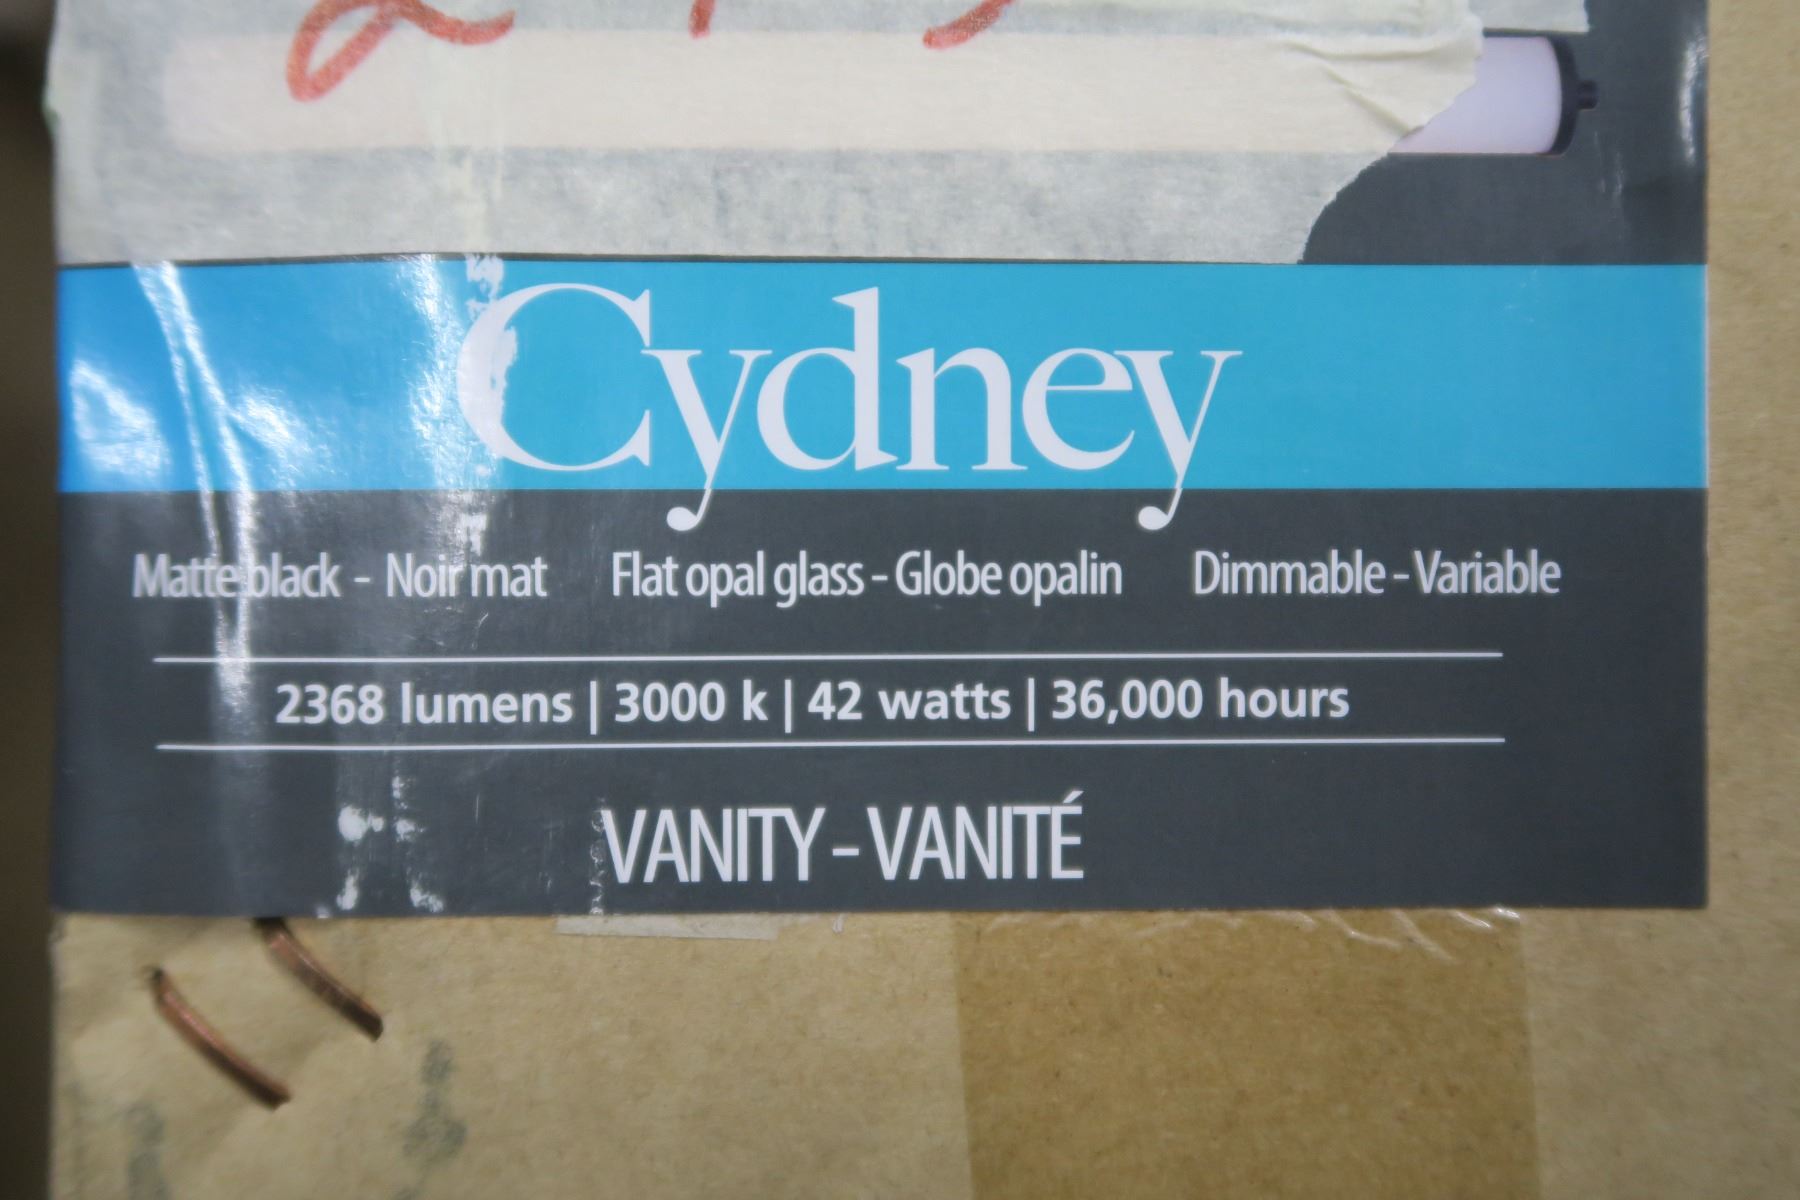 Cydney
Matte black - Noir mat Flat opal glass - Globe opalin Dimmable - Variable
2368 lumens | 3000 k | 42 watts | 36,000 hours
VANITY - VANITÉ